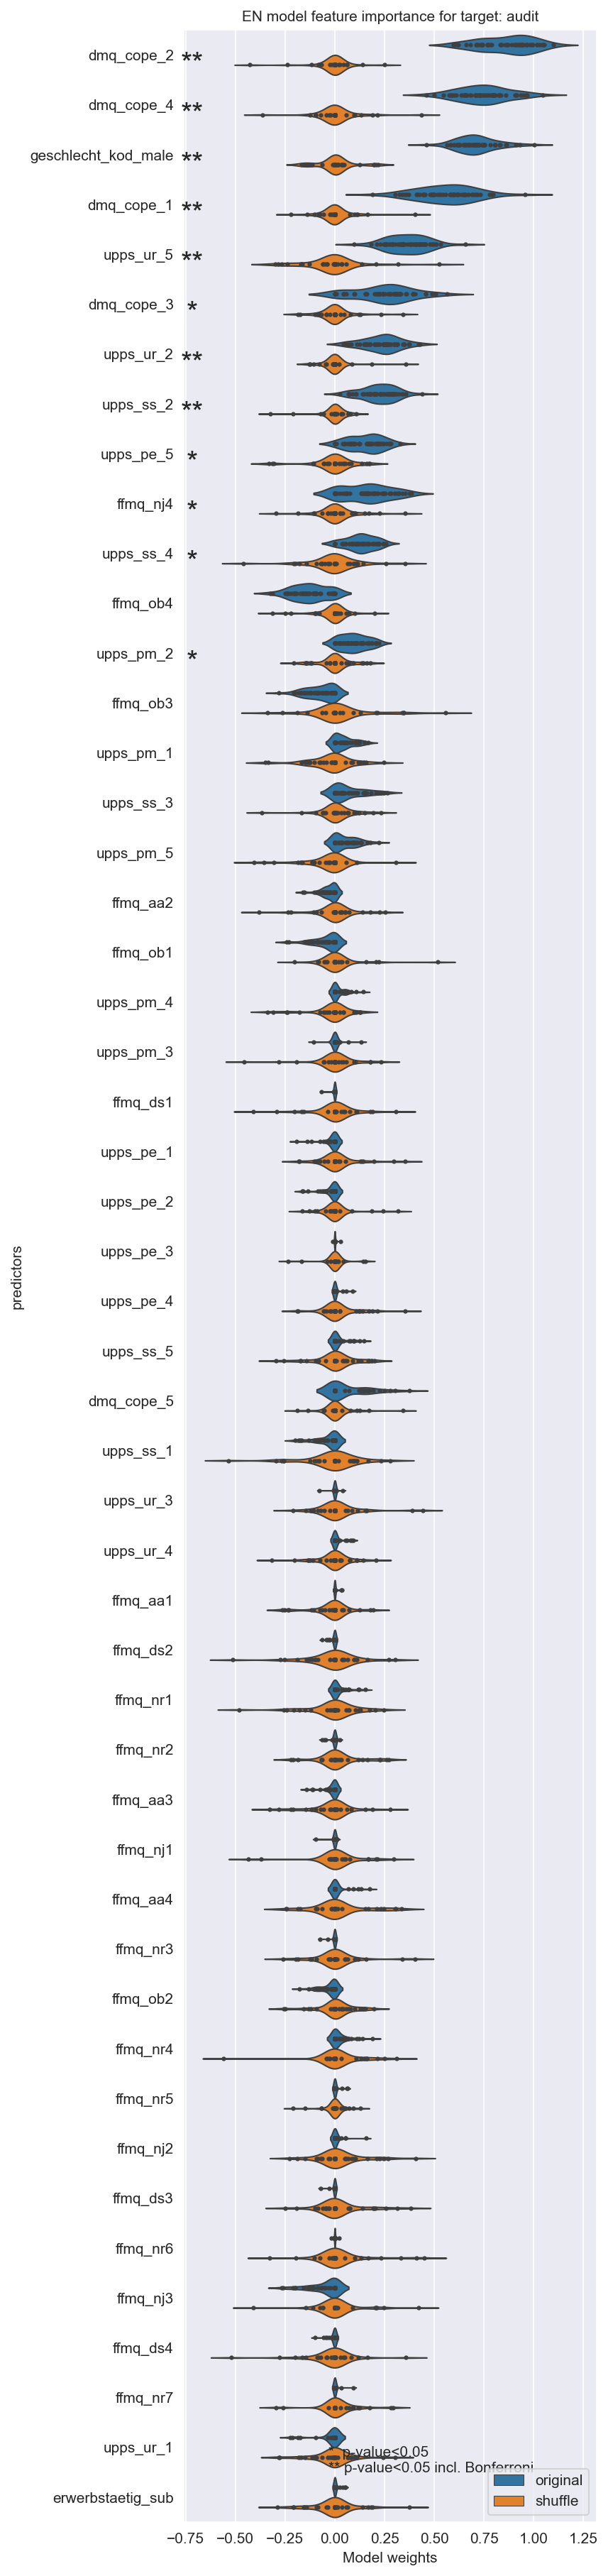 EN model feature importance for target: audit
dmq_cope_2 **
dmq_cope_4 **
geschlecht_kod_male **
dmq_cope_1 **
upps_ur_5 **
dmq_cope_3 *
upps_ur_2 **
upps_ss_2 **
upps_pe_5 *
ffmq_nj4 *
upps_ss_4 *
ffmq_ob4
upps_pm_2 *
ffmq_ob3
upps_pm_1
upps_ss_3
upps_pm_5
ffmq_aa2
ffmq_ob1
upps_pm_4
upps_pm_3
ffmq_ds1
upps_pe_1
upps_pe_2
upps_pe_3
upps_pe_4
upps_ss_5
dmq_cope_5
upps_ss_1
upps_ur_3
upps_ur_4
ffmq_aa1
ffmq_ds2
ffmq_nr1
ffmq_nr2
ffmq_aa3
ffmq_nj1
ffmq_aa4
ffmq_nr3
ffmq_ob2
ffmq_nr4
ffmq_nr5
ffmq_nj2
ffmq_ds3
ffmq_nr6
ffmq_nj3
ffmq_ds4
ffmq_nr7
upps_ur_1
erwerbstaetig_sub
predictors
* p-value<0.05
** p-value<0.05 incl. Bonferroni
original
shuffle
−0.75 −0.50 −0.25 0.00 0.25 0.50 0.75 1.00 1.25
Model weights